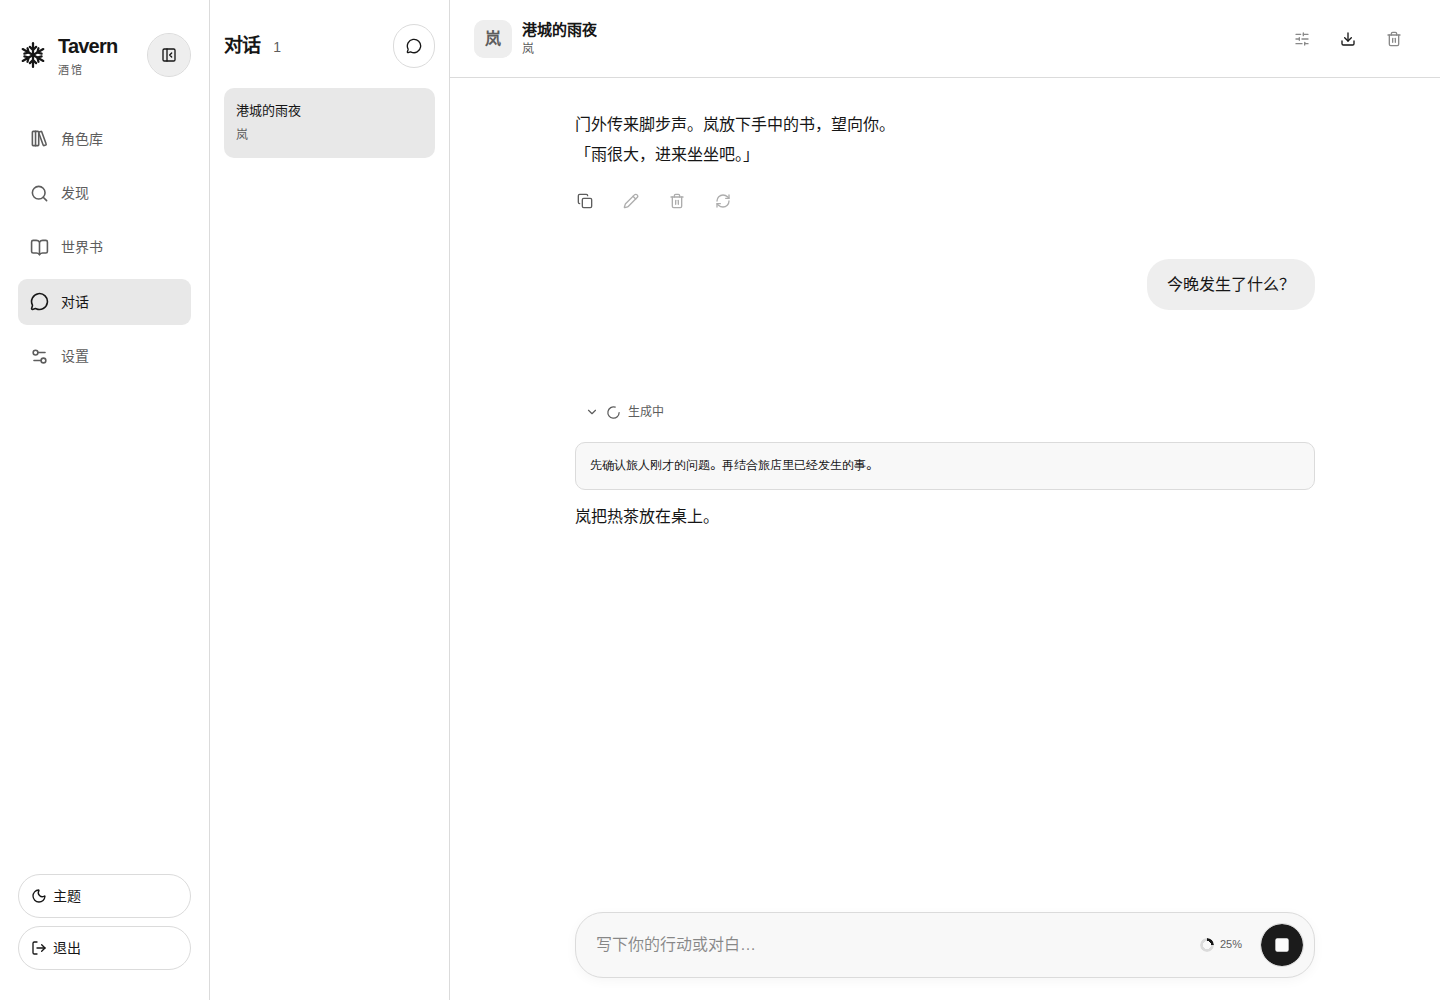 Tavern
酒馆
角色库
发现
世界书
对话
设置
主题
退出
对话 1
港城的雨夜
岚
岚
港城的雨夜
岚
门外传来脚步声。岚放下手中的书，望向你。
「雨很大，进来坐坐吧。」
今晚发生了什么？
生成中
先确认旅人刚才的问题。再结合旅店里已经发生的事。
岚把热茶放在桌上。
写下你的行动或对白…
25%